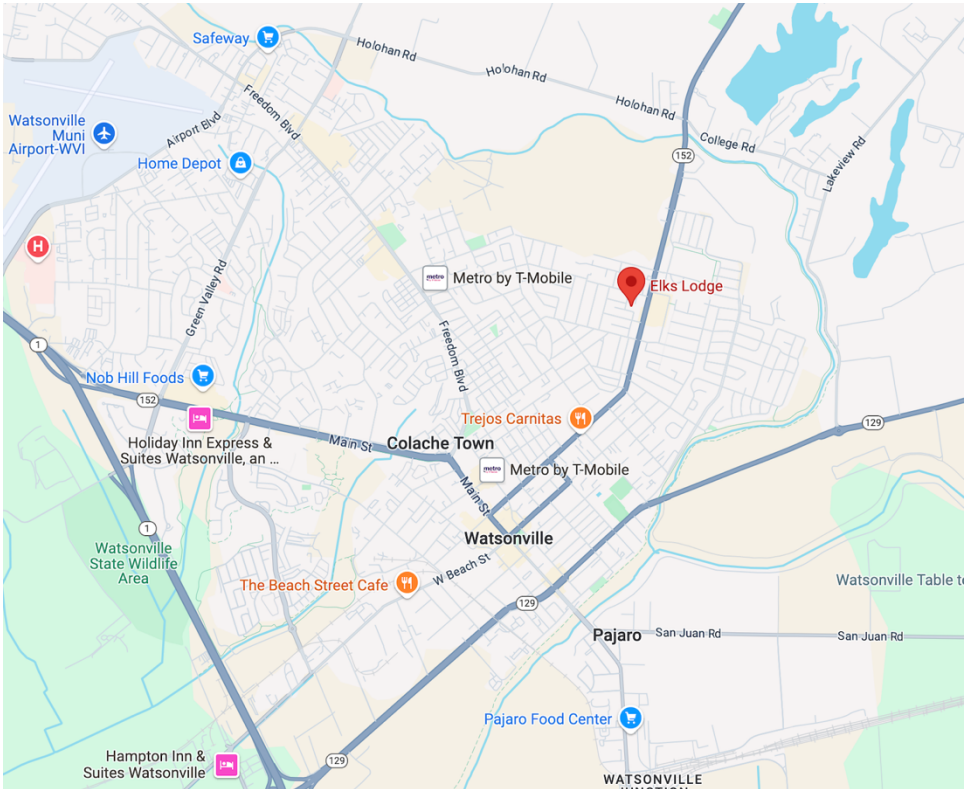 Safeway
Holohan Rd
Holohan Rd
Holohan Rd
Freedom Blvd
Watsonville
Muni
Airport-WVI
Airport Blvd
Home Depot
College Rd
152
Lakeview Rd
H
metro
Metro by T-Mobile
Elks Lodge
Green Valley Rd
1
Freedom Blvd
Nob Hill Foods
152
Holiday Inn Express &
Suites Watsonville, an ...
Main St
Colache Town
Trejos Carnitas
129
metro
Metro by T-Mobile
Main St
1
Watsonville
Watsonville
State Wildlife
Area
W Beach St
The Beach Street Cafe
129
Watsonville Table te
Pajaro
San Juan Rd
San Juan Rd
Pajaro Food Center
Hampton Inn &
Suites Watsonville
129
WATSONVILLE
JUNCTION